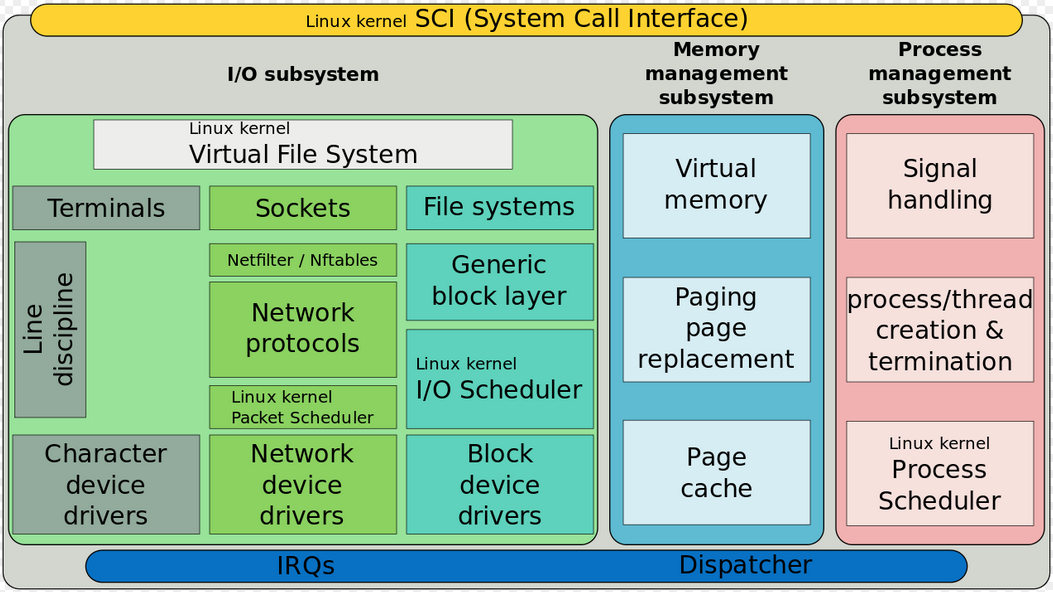 Linux kernel SCI (System Call Interface)
I/O subsystem
Memory
management
subsystem
Process
management
subsystem
Linux kernel
Virtual File System
Terminals
Sockets
File systems
Line
discipline
Netfilter / Nftables
Network
protocols
Linux kernel
Packet Scheduler
Generic
block layer
Linux kernel
I/O Scheduler
Character
device
drivers
Network
device
drivers
Block
device
drivers
Virtual
memory
Paging
page
replacement
Page
cache
Signal
handling
process/thread
creation &
termination
Linux kernel
Process
Scheduler
IRQs
Dispatcher